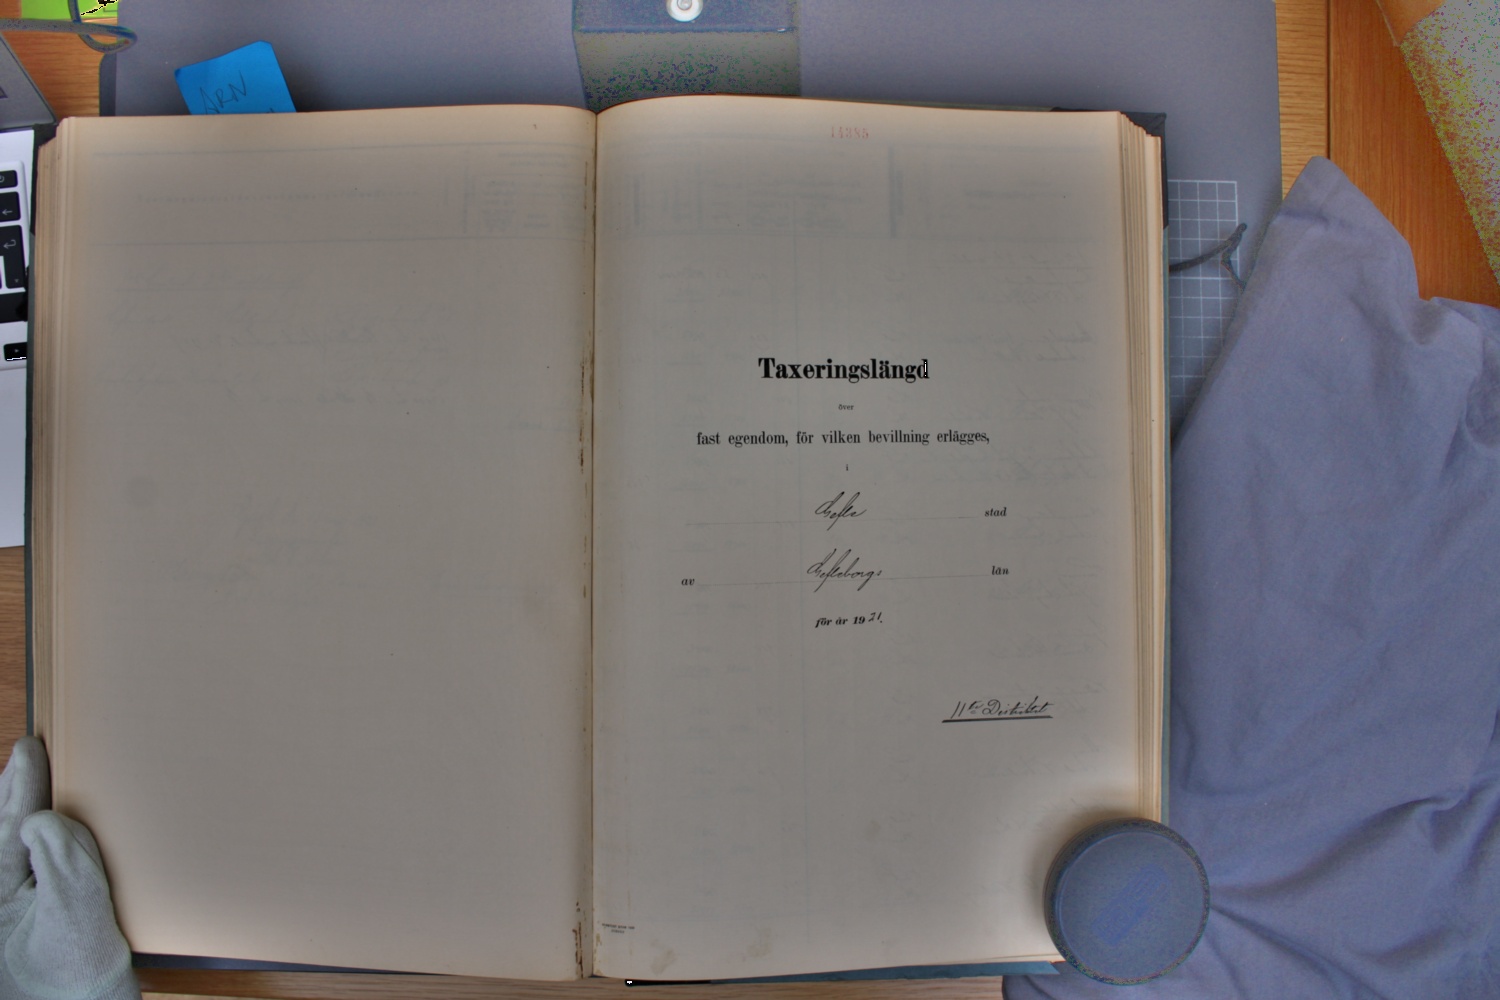 ARN
14385
Taxeringslängd
över
fast egendom, för vilken bevillning erlägges,
i
Gefle stad
av Gefleborgs län
för år 1921.
11te Distriktet